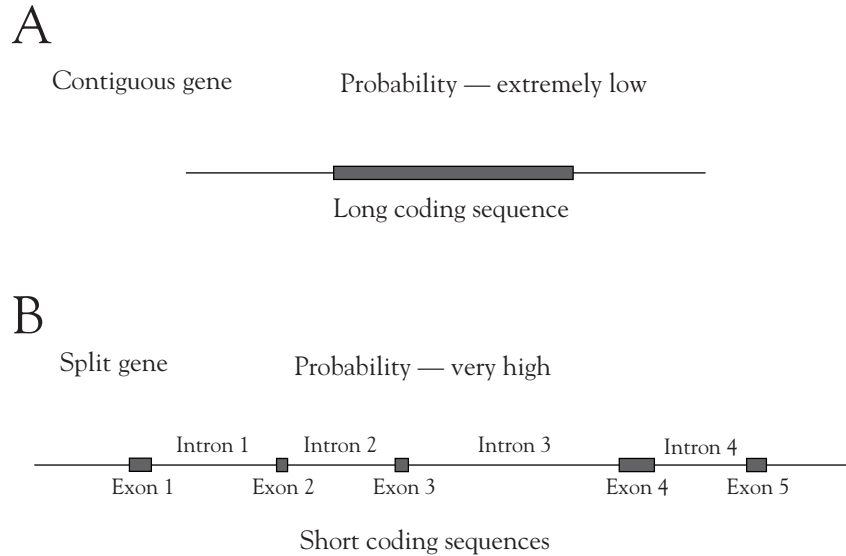 A
Contiguous gene Probability — extremely low
Long coding sequence
B
Split gene Probability — very high
Intron 1 Intron 2 Intron 3 Intron 4
Exon 1 Exon 2 Exon 3 Exon 4 Exon 5
Short coding sequences